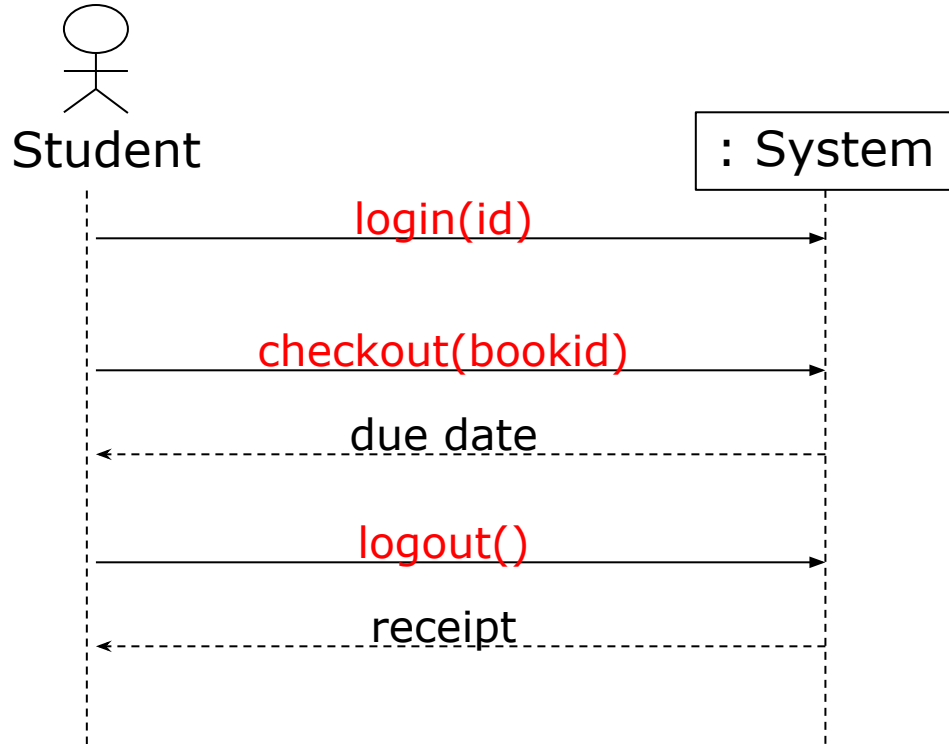 Student
: System
login(id)
checkout(bookid)
due date
logout()
receipt